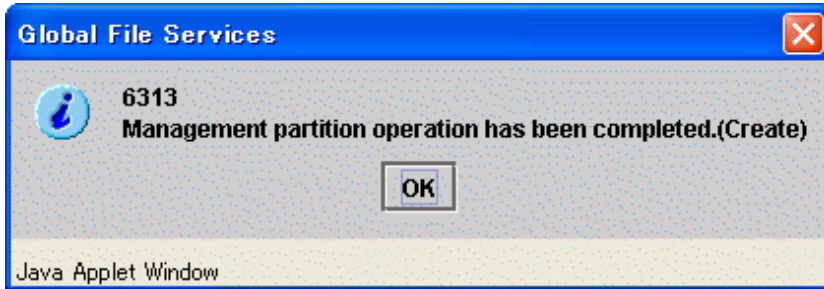 Global File Services
6313
Management partition operation has been completed.(Create)
OK
Java Applet Window